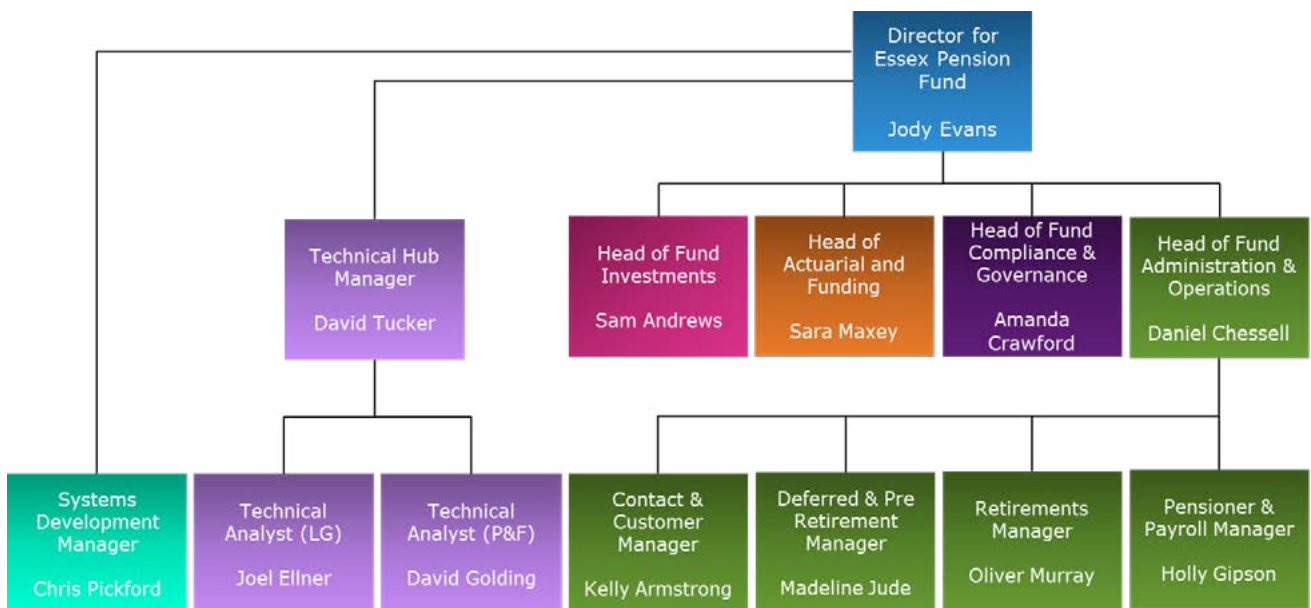 Director for
Essex Pension
Fund
Jody Evans
Technical Hub
Manager
David Tucker
Head of Fund
Investments
Sam Andrews
Head of
Actuarial and
Funding
Sara Maxey
Head of Fund
Compliance &
Governance
Amanda
Crawford
Head of Fund
Administration &
Operations
Daniel Chessell
Systems
Development
Manager
Chris Pickford
Technical
Analyst (LG)
Joel Ellner
Technical
Analyst (P&F)
David Golding
Contact &
Customer
Manager
Kelly Armstrong
Deferred & Pre
Retirement
Manager
Madeline Jude
Retirements
Manager
Oliver Murray
Pensioner &
Payroll Manager
Holly Gipson